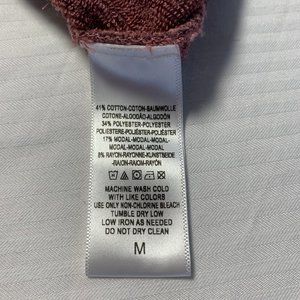 41% COTTON-COTON-BAUMWOLLE
COTONE-ALGODÃO-ALGODÓN
34% POLYESTER-POLYESTER
POLIESTERE-POLIÉSTER-POLIÉSTER
17% MODAL-MODAL-MODAL
MODAL-MODAL-MODAL
8% RAYON-RAYONNE-KUNSTSEIDE
-RAION-RAJOM-RAYÓN
MACHINE WASH COLD
WITH LIKE COLORS
USE ONLY NON-CHLORINE BLEACH
TUMBLE DRY LOW
LOW IRON AS NEEDED
DO NOT DRY CLEAN
M